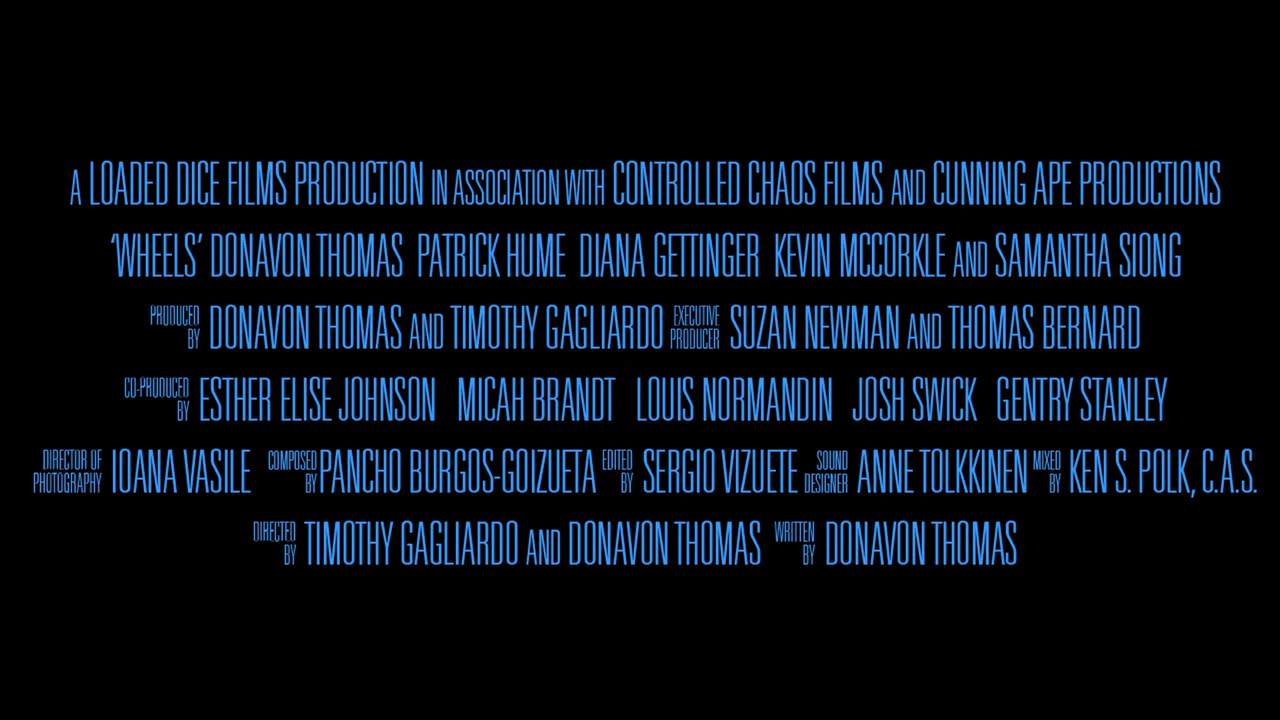 A LOADED DICE FILMS PRODUCTION IN ASSOCIATION WITH CONTROLLED CHAOS FILMS AND CUNNING APE PRODUCTIONS
‘WHEELS’ DONAVON THOMAS PATRICK HUME DIANA GETTINGER KEVIN MCCORKLE AND SAMANTHA SIONG
PRODUCED BY DONAVON THOMAS AND TIMOTHY GAGLIARDO EXECUTIVE PRODUCER SUZAN NEWMAN AND THOMAS BERNARD
CO-PRODUCED BY ESTHER ELISE JOHNSON MICAH BRANDT LOUIS NORMANDIN JOSH SWICK GENTRY STANLEY
DIRECTOR OF PHOTOGRAPHY IOANA VASILE COMPOSED BY PANCHO BURGOS-GOIZUETA EDITED BY SERGIO VIZUETE SOUND DESIGNER ANNE TOLKKINEN MIXED BY KEN S. POLK, C.A.S.
DIRECTED BY TIMOTHY GAGLIARDO AND DONAVON THOMAS WRITTEN BY DONAVON THOMAS